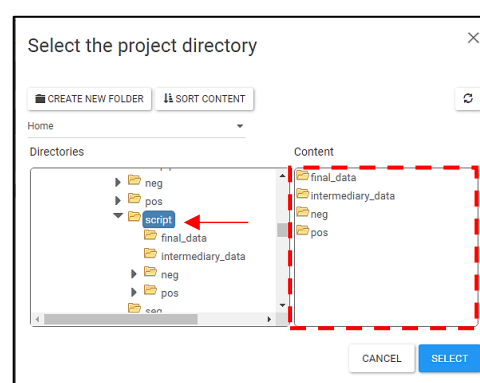 Select the project directory
CREATE NEW FOLDER
SORT CONTENT
Home
Directories
neg
pos
script
final_data
intermediary_data
neg
pos
Content
final_data
intermediary_data
neg
pos
CANCEL
SELECT